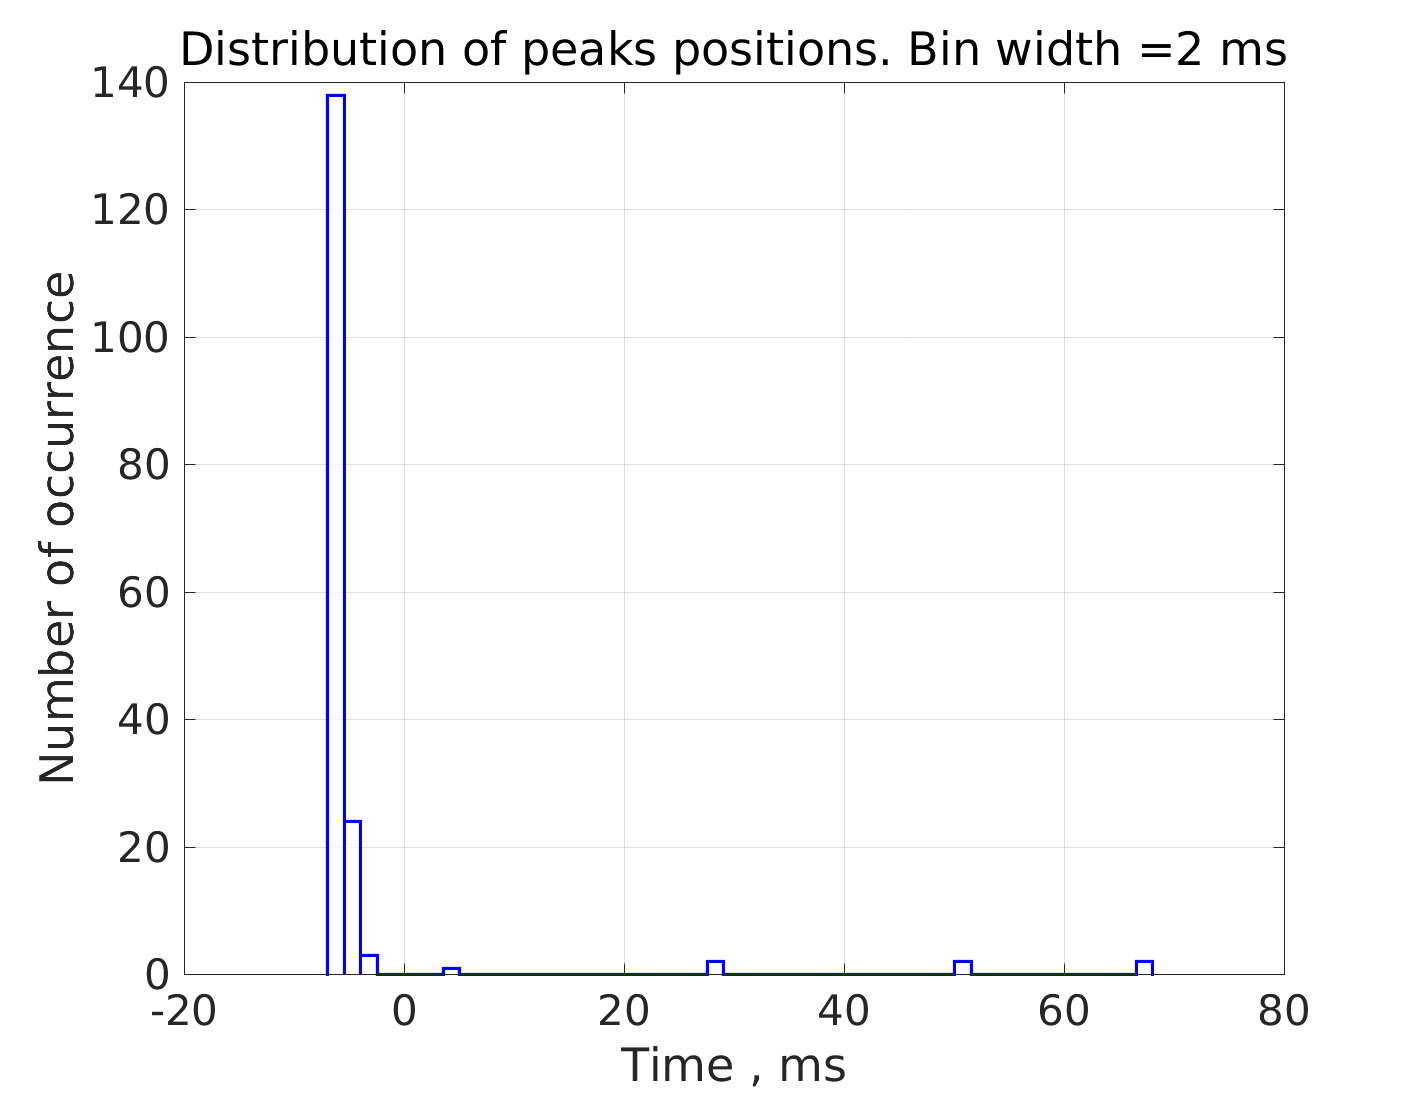 Distribution of peaks positions. Bin width =2 ms
140
120
100
80
60
40
20
0
Number of occurrence
-20 0 20 40 60 80
Time , ms